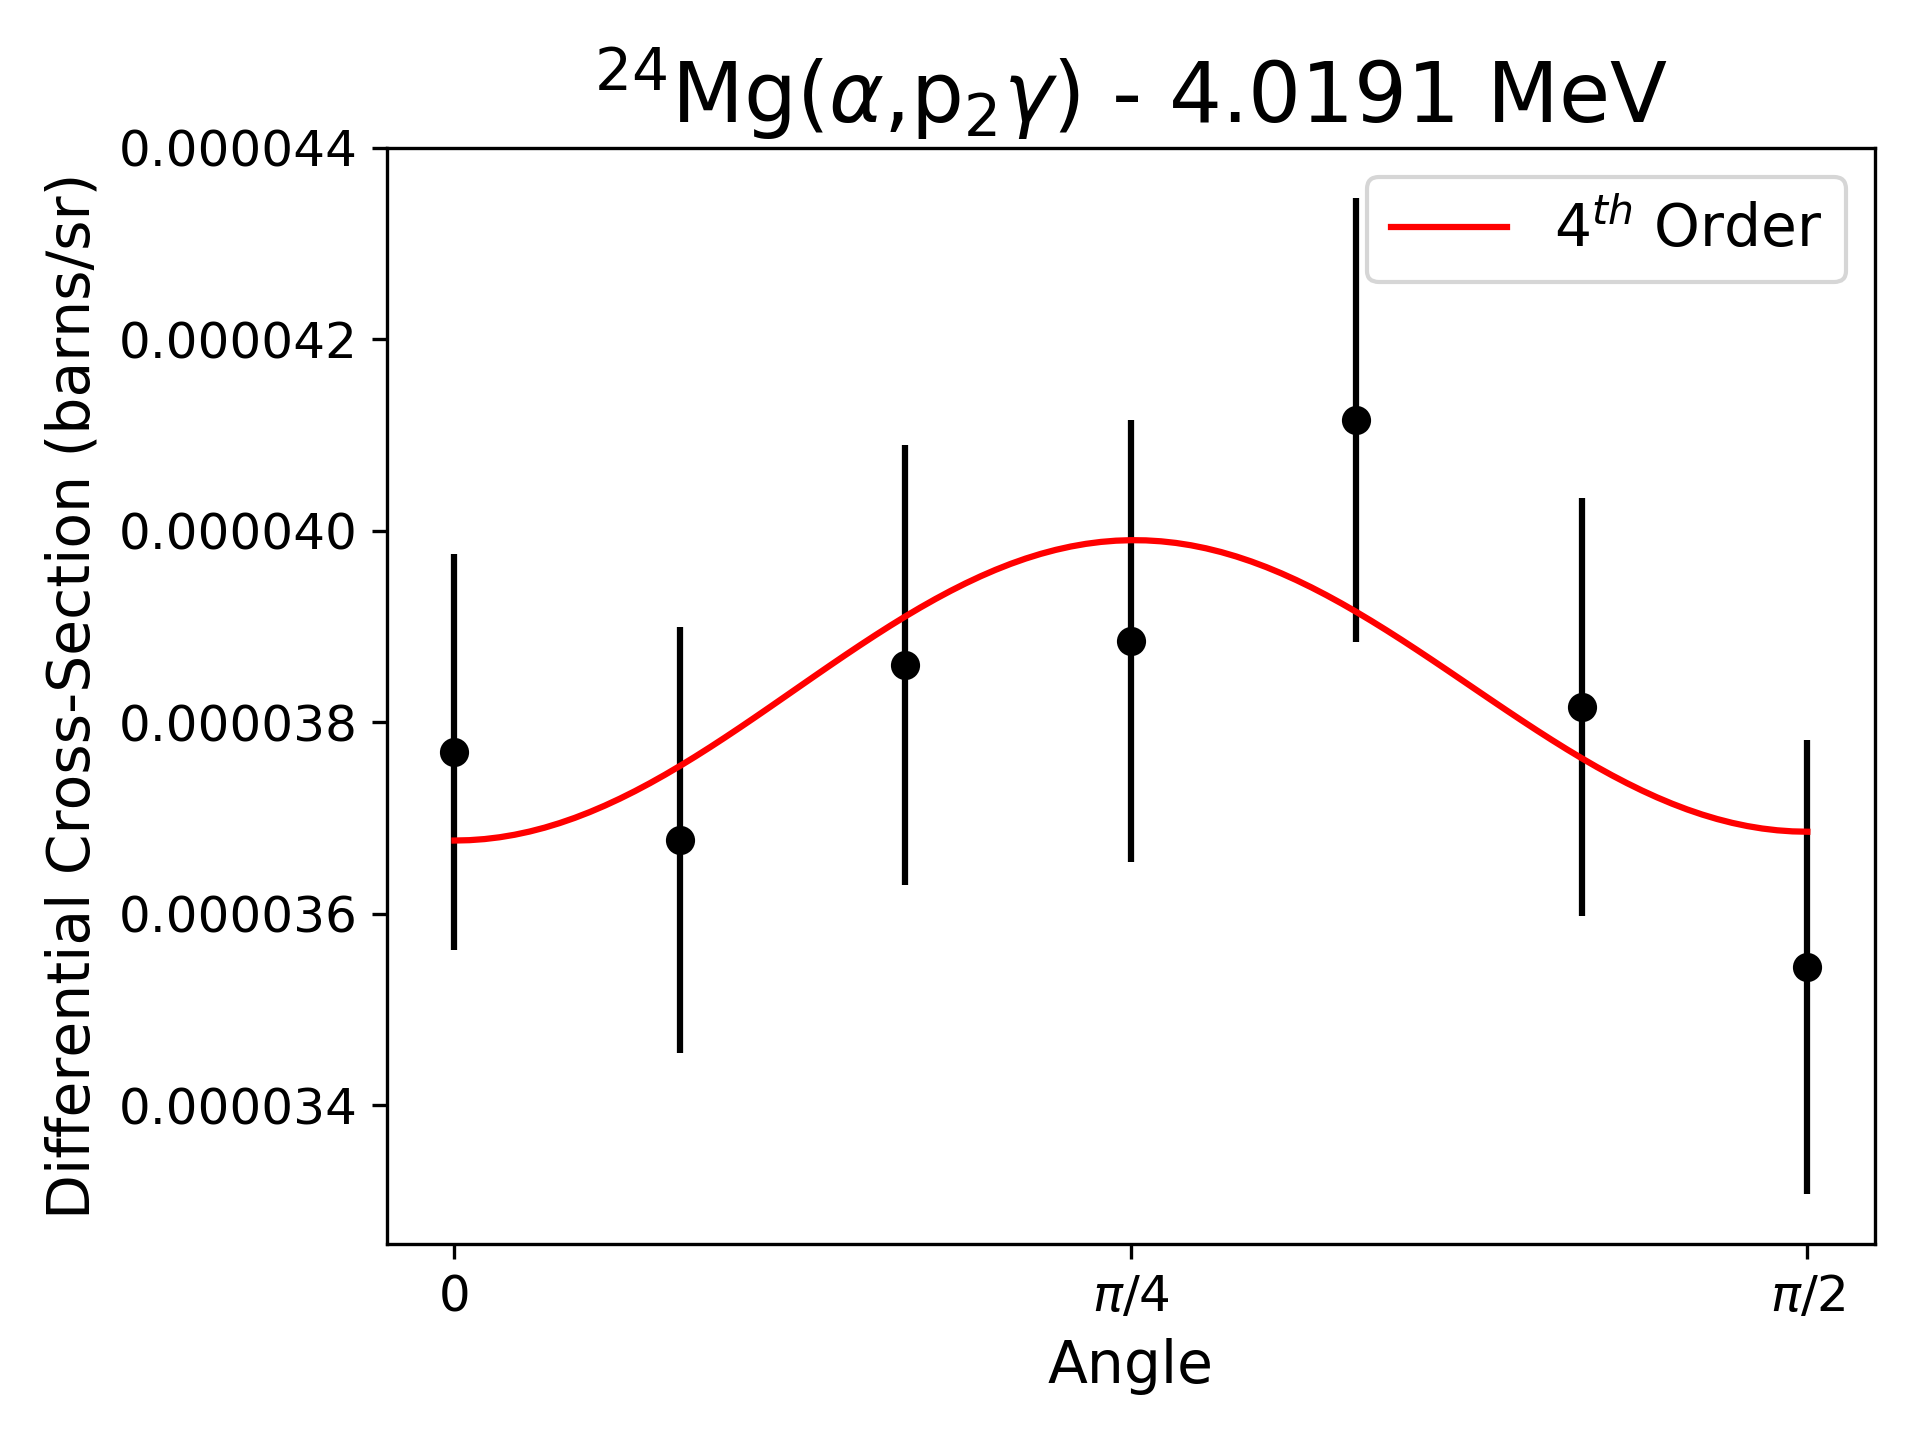 ²⁴Mg(α,p₂γ) - 4.0191 MeV
Differential Cross-Section (barns/sr)
0.000044
0.000042
0.000040
0.000038
0.000036
0.000034
4ᵗʰ Order
0 π/4 π/2
Angle